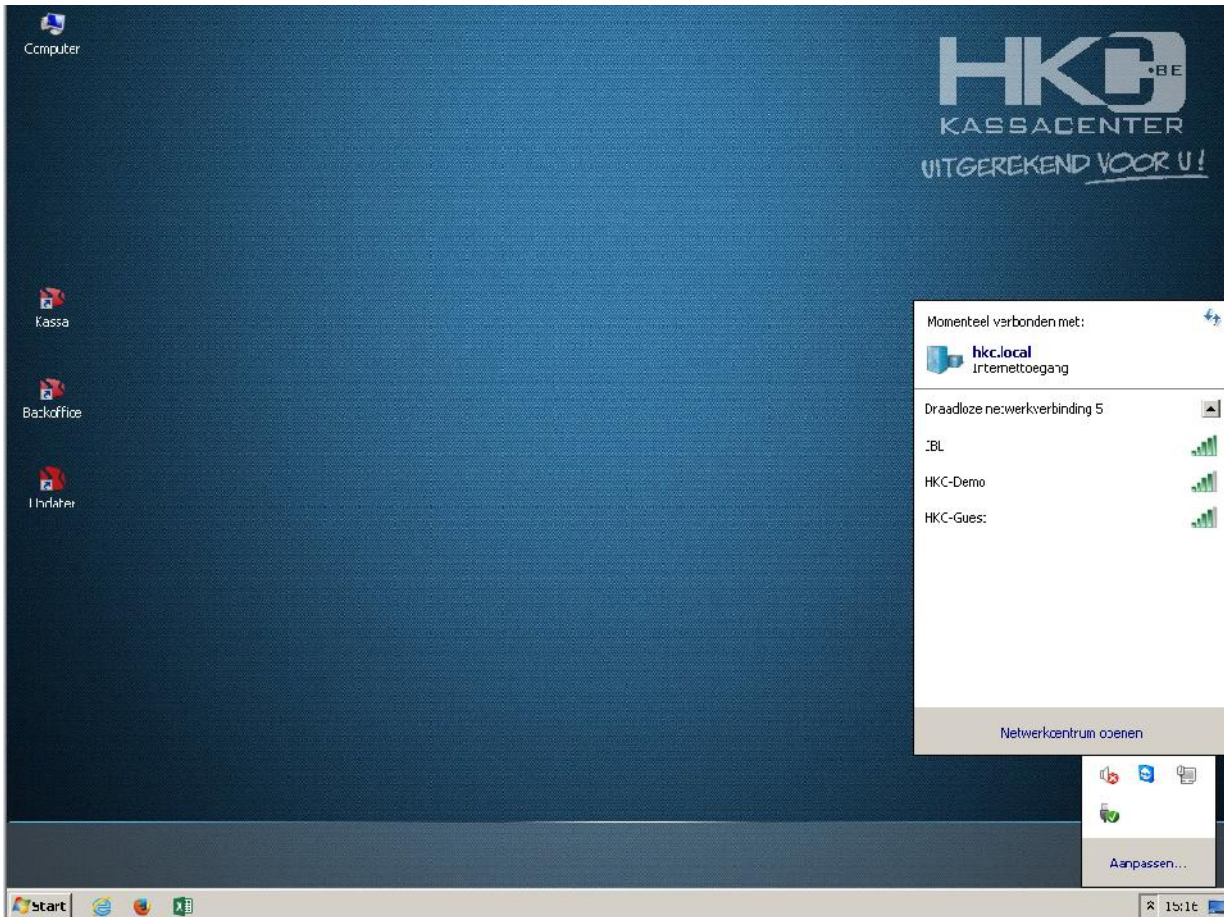 Computer
HKC.BE
KASSACENTER
UITGEREKEND VOOR U!
Kassa
Backoffice
Updater
Momenteel verbonden met:
hkc.local
Internettoegang
Draadloze netwerkverbinding 5
HKC-Demo
HKC-Guest
Netwerkcentrum openen
Aanpassen...
Start
15:16